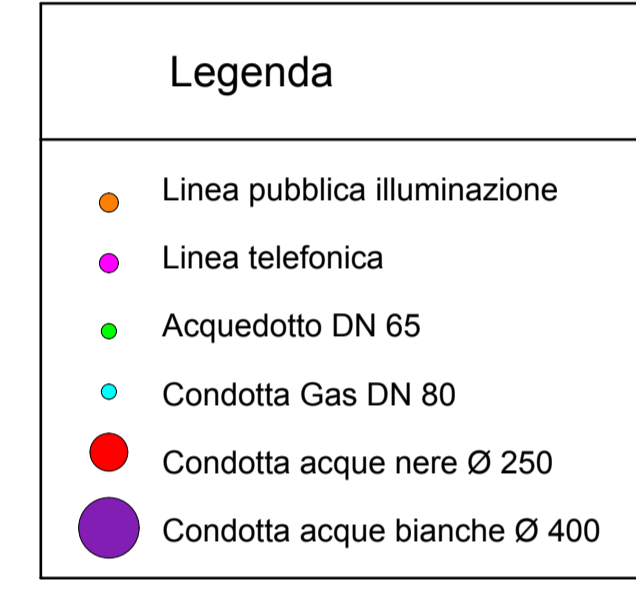 Legenda
Linea pubblica illuminazione
Linea telefonica
Acquedotto DN 65
Condotta Gas DN 80
Condotta acque nere Ø 250
Condotta acque bianche Ø 400